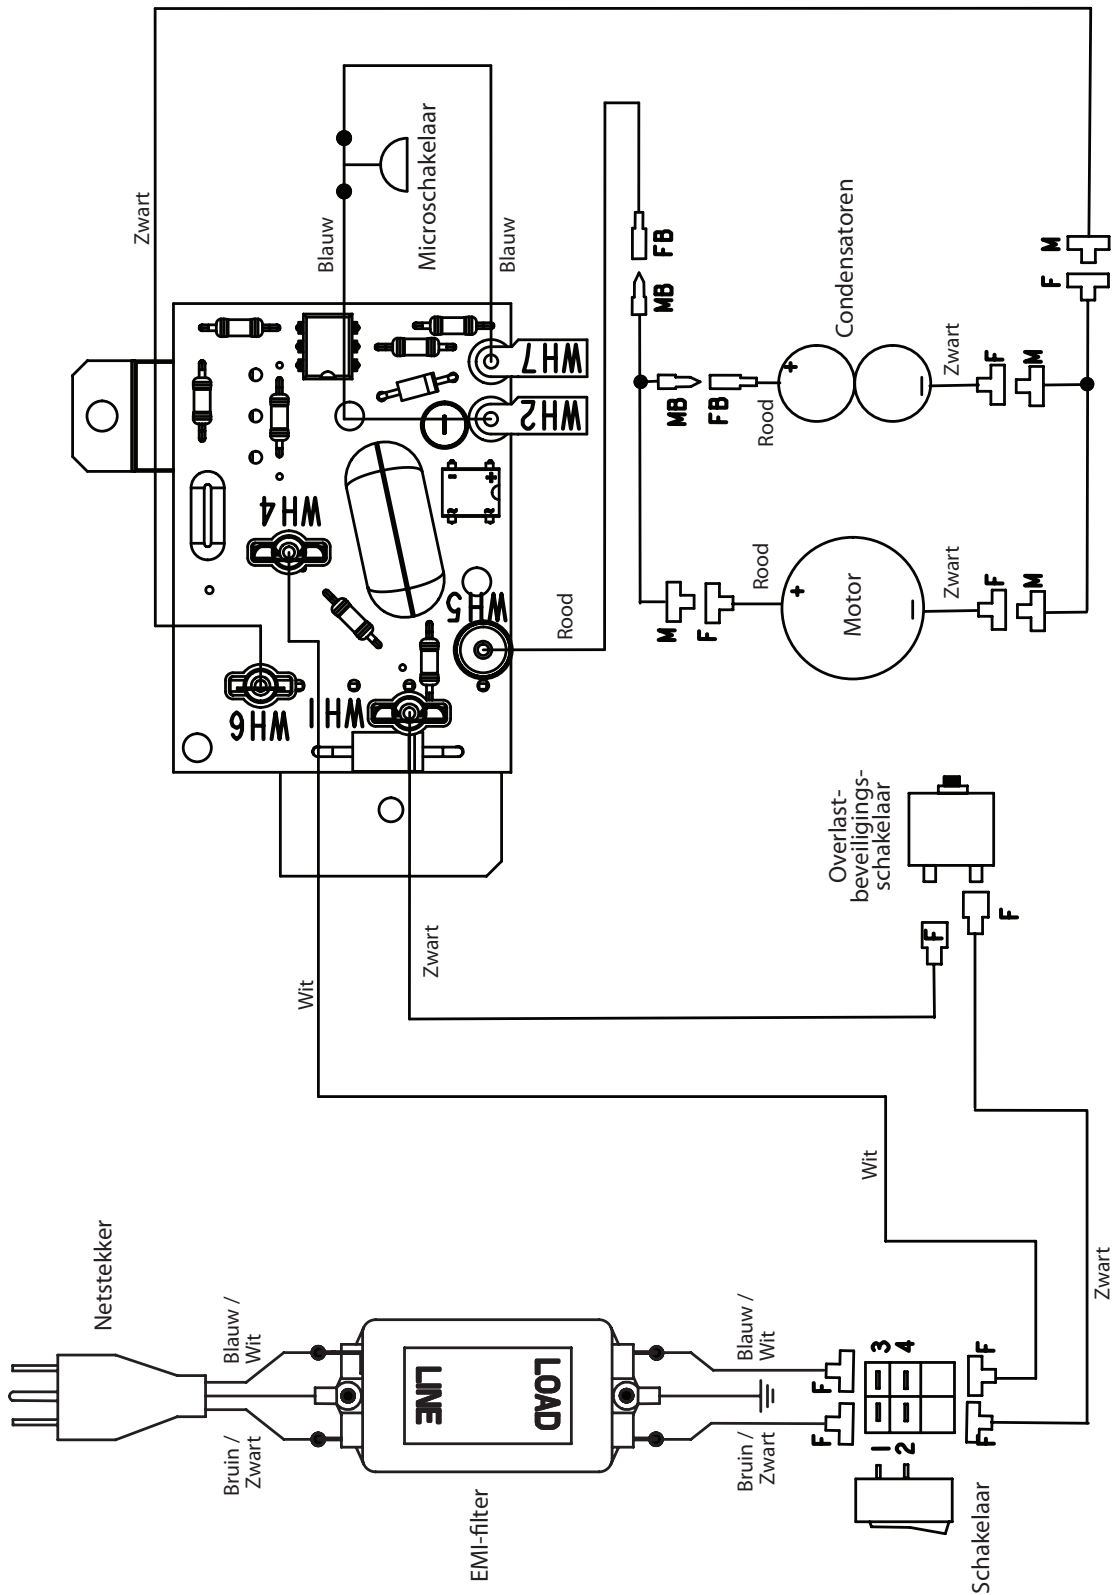 Netstekker
Bruin /
Zwart
Blauw /
Wit
EMI-filter
LINE
LOAD
Bruin /
Zwart
Blauw /
Wit
F
F
1
2
3
4
F
F
Schakelaar
Zwart
Wit
Wit
Zwart
F
F
Overlast-
beveiligings-
schakelaar
WH6
WH1
WH4
WH5
WH2
WH7
-
+
Zwart
Blauw
Microschakelaar
Blauw
Rood
M
F
Rood
+
Motor
-
Zwart
F
M
MB
FB
MB
FB
Rood
+
Condensatoren
-
Zwart
F
M
F
M